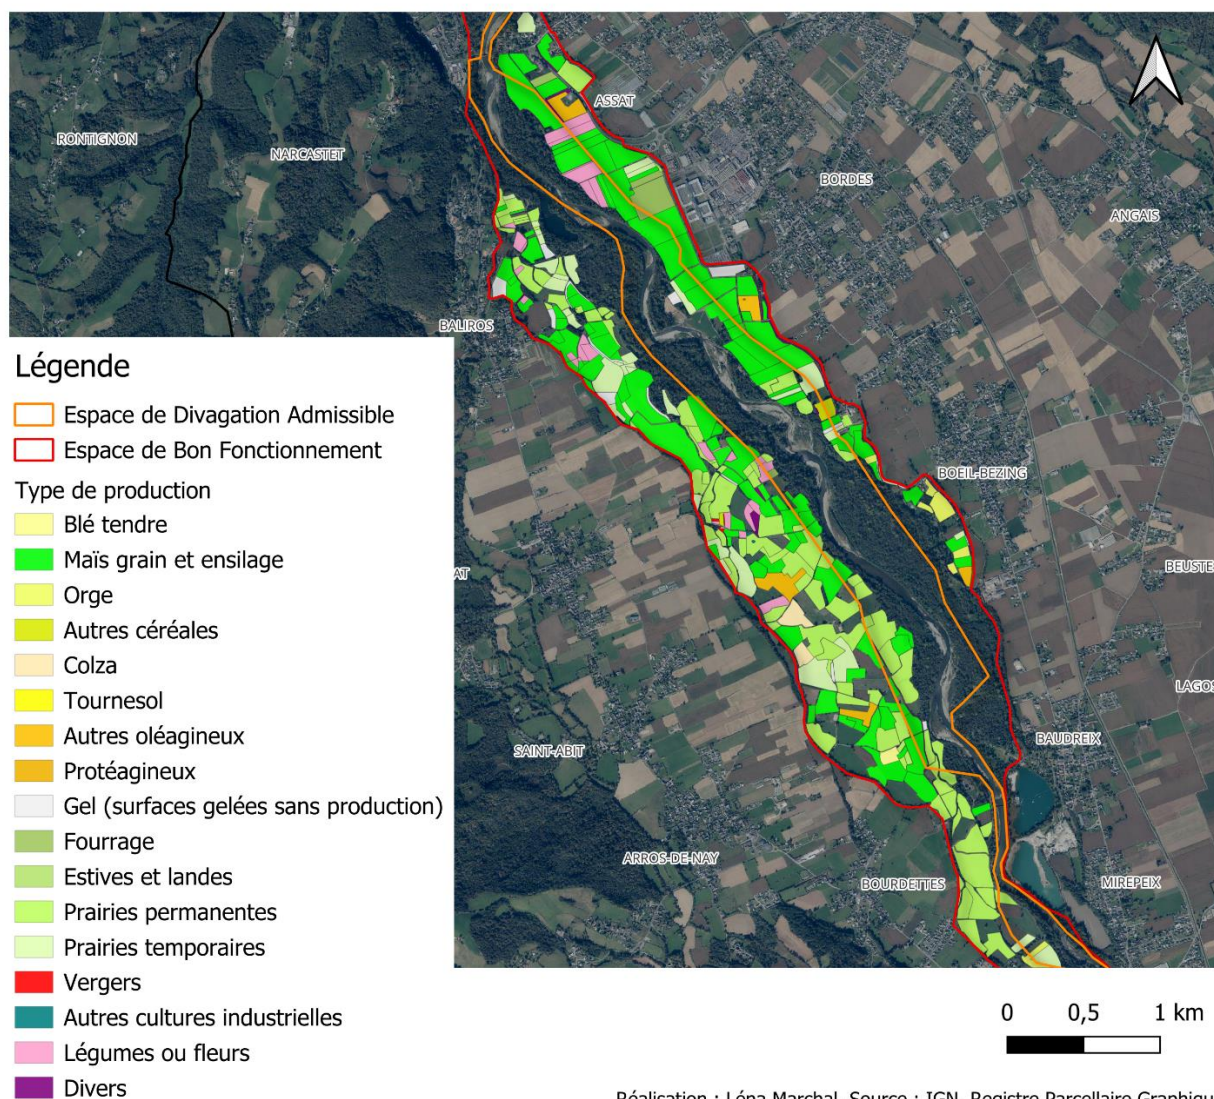 ASSAT
RONTIGNON
NARCASTET
BORDES
ANGAIS
BALIROS
Légende
Espace de Divagation Admissible
Espace de Bon Fonctionnement
Type de production
Blé tendre
Maïs grain et ensilage
Orge
Autres céréales
Colza
Tournesol
Autres oléagineux
Protéagineux
Gel (surfaces gelées sans production)
Fourrage
Estives et landes
Prairies permanentes
Prairies temporaires
Vergers
Autres cultures industrielles
Légumes ou fleurs
Divers
BOEIL-BEZING
BEUSTE
AT
LAGOS
BAUDREIX
SAINT-ABIT
ARROS-DE-NAY
BOURDETTES
MIREPEIX
0 0,5 1 km
Réalisation : Léna Marchal, Source : IGN, Registre Parcellaire Graphiqu